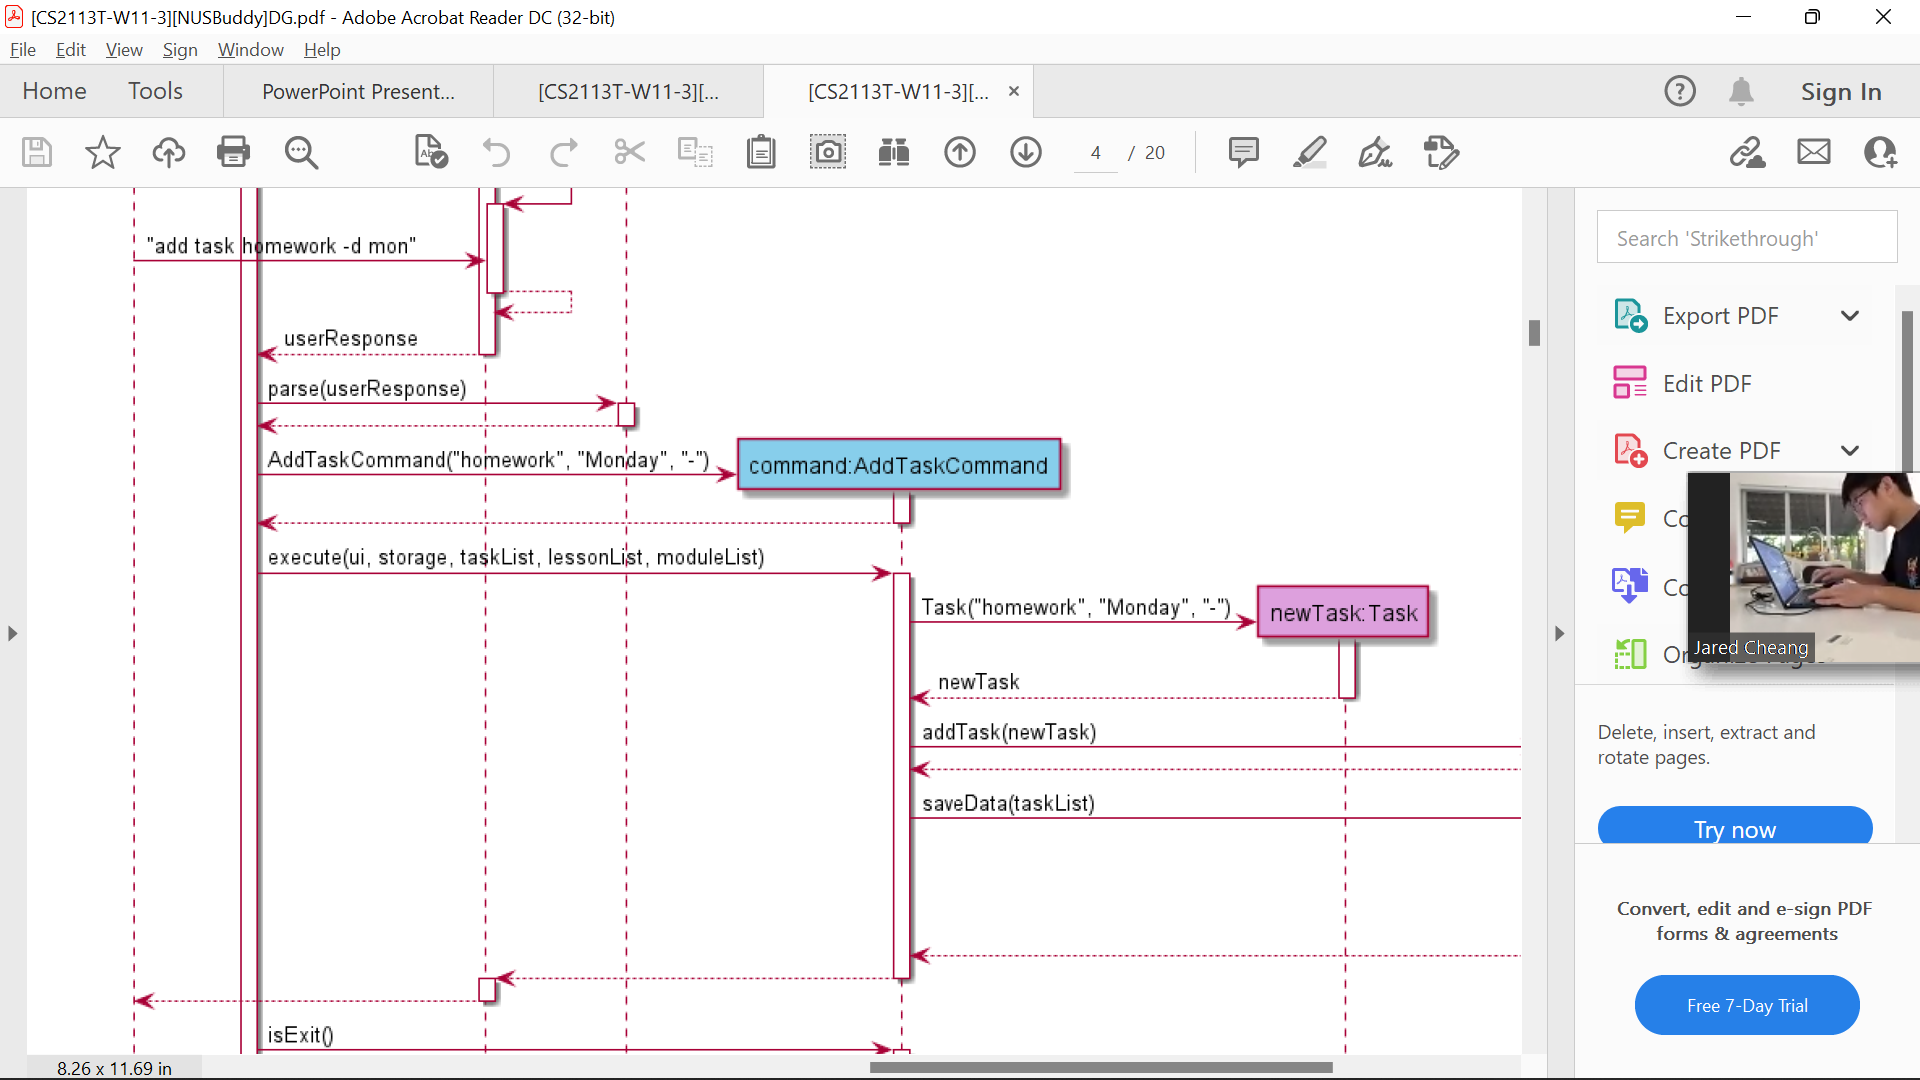 [CS2113T-W11-3][NUSBuddy]DG.pdf - Adobe Acrobat Reader DC (32-bit)
File Edit View Sign Window Help
Home Tools PowerPoint Present... [CS2113T-W11-3][... [CS2113T-W11-3][... × Sign In
4 / 20
"add task homework -d mon"
userResponse
parse(userResponse)
AddTaskCommand("homework", "Monday", "-")
command:AddTaskCommand
execute(ui, storage, taskList, lessonList, moduleList)
Task("homework", "Monday", "-")
newTask:Task
newTask
addTask(newTask)
saveData(taskList)
isExit()
8.26 x 11.69 in
Search 'Strikethrough'
Export PDF
Edit PDF
Create PDF
Co
Co
Jared Cheang
Delete, insert, extract and
rotate pages.
Try now
Convert, edit and e-sign PDF
forms & agreements
Free 7-Day Trial